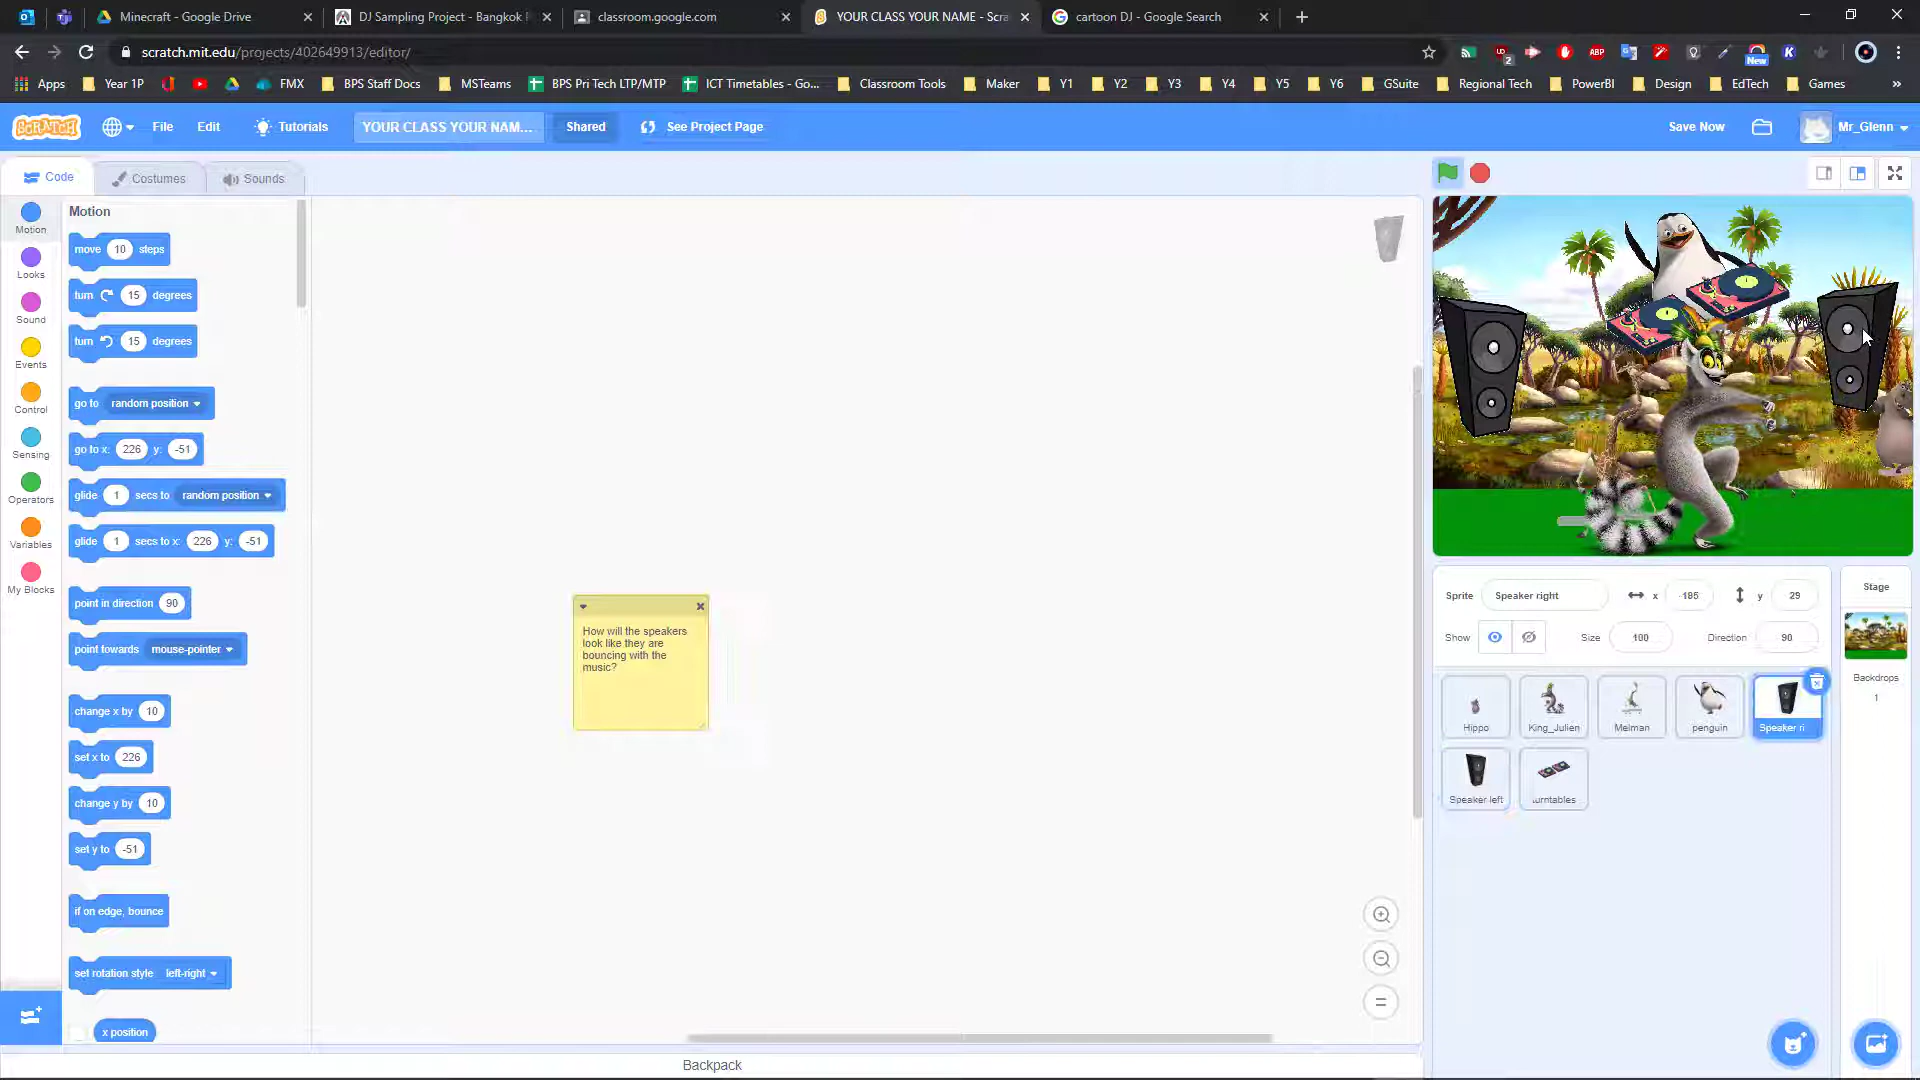 Minecraft - Google Drive
DJ Sampling Project - Bangkok
classroom.google.com
YOUR CLASS YOUR NAME - Scra
cartoon DJ - Google Search
scratch.mit.edu/projects/402649913/editor/
Apps Year 1P FMX BPS Staff Docs MSTeams BPS Pri Tech LTP/MTP ICT Timetables - Go... Classroom Tools Maker Y1 Y2 Y3 Y4 Y5 Y6 GSuite Regional Tech PowerBI Design EdTech Games »
SCRATCH File Edit Tutorials YOUR CLASS YOUR NAM... Shared See Project Page Save Now Mr_Glenn
Code Costumes Sounds
Motion
Looks
Sound
Events
Control
Sensing
Operators
Variables
My Blocks
Motion
move 10 steps
turn 15 degrees
turn 15 degrees
go to random position
go to x: 226 y: -51
glide 1 secs to random position
glide 1 secs to x: 226 y: -51
point in direction 90
point towards mouse-pointer
change x by 10
set x to 226
change y by 10
set y to -51
if on edge, bounce
set rotation style left-right
x position
How will the speakers
look like they are
bouncing with the
music?
Backpack
Sprite Speaker right x 185 y 29
Show Size 100 Direction 90
Hippo King_Julien Melman penguin Speaker ri
Speaker left turntables
Stage
Backdrops
1